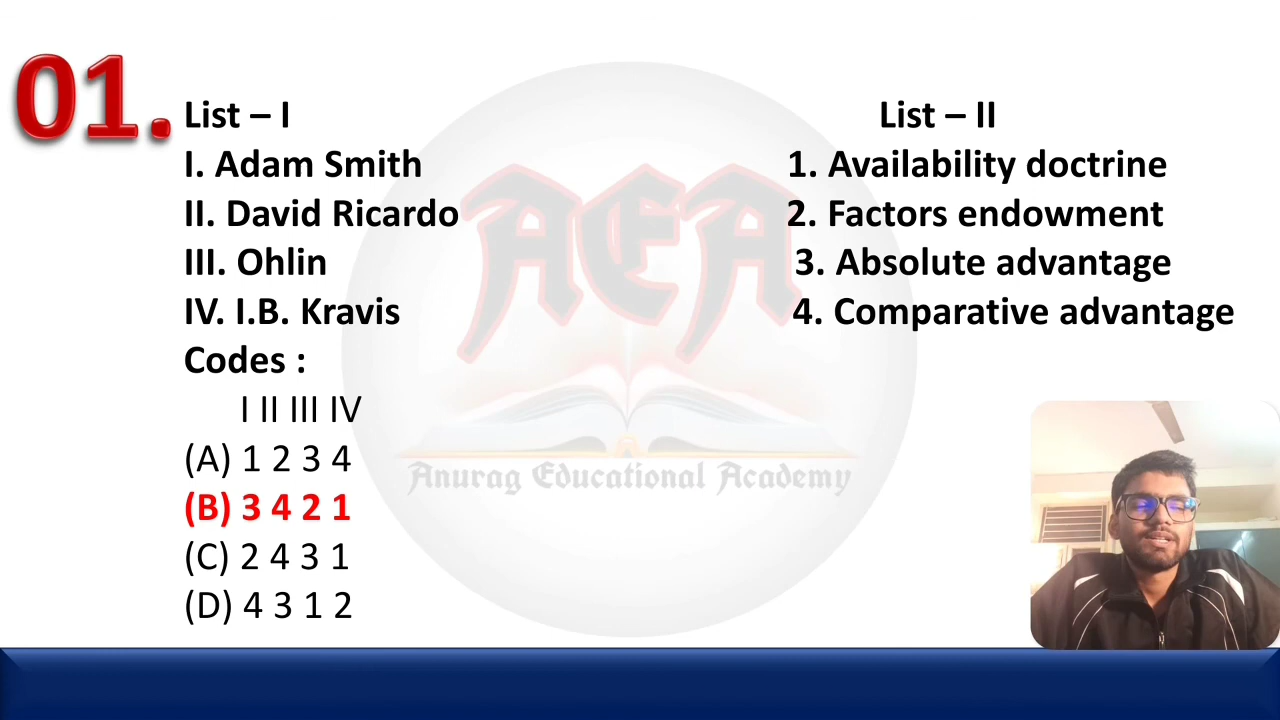 01.
List – I List – II
I. Adam Smith 1. Availability doctrine
II. David Ricardo 2. Factors endowment
III. Ohlin 3. Absolute advantage
IV. I.B. Kravis 4. Comparative advantage
Codes :
I II III IV
(A) 1 2 3 4
(B) 3 4 2 1
(C) 2 4 3 1
(D) 4 3 1 2
AEA
Anurag Educational Academy